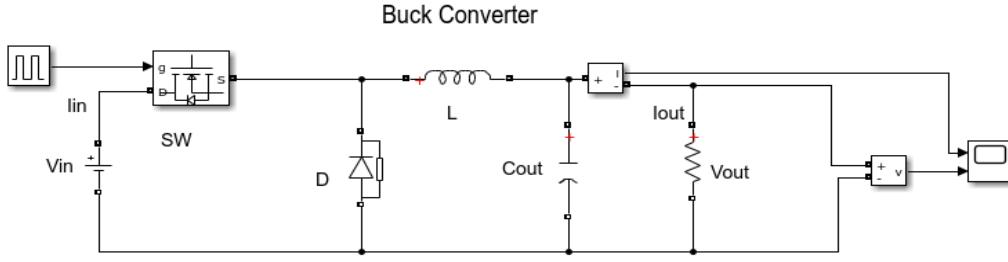 Buck Converter
g
D
S
Iin
SW
Vin
+
D
L
Cout
+
-
I
Iout
Vout
+
-
v